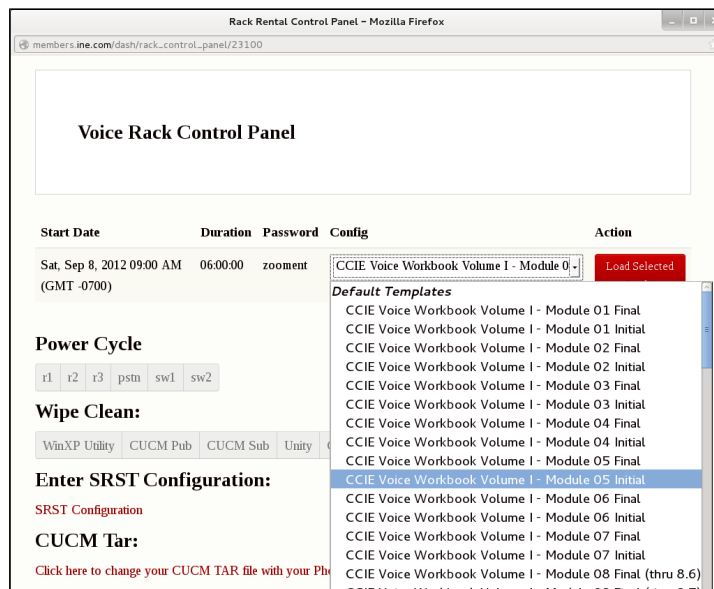 Rack Rental Control Panel - Mozilla Firefox
members.ine.com/dash/rack_control_panel/23100
Voice Rack Control Panel
Start Date Duration Password Config Action
Sat, Sep 8, 2012 09:00 AM 06:00:00 zooment CCIE Voice Workbook Volume I - Module 0 Load Selected
(GMT -0700)
Default Templates
CCIE Voice Workbook Volume I - Module 01 Final
CCIE Voice Workbook Volume I - Module 01 Initial
CCIE Voice Workbook Volume I - Module 02 Final
CCIE Voice Workbook Volume I - Module 02 Initial
CCIE Voice Workbook Volume I - Module 03 Final
CCIE Voice Workbook Volume I - Module 03 Initial
CCIE Voice Workbook Volume I - Module 04 Final
CCIE Voice Workbook Volume I - Module 04 Initial
CCIE Voice Workbook Volume I - Module 05 Final
CCIE Voice Workbook Volume I - Module 05 Initial
CCIE Voice Workbook Volume I - Module 06 Final
CCIE Voice Workbook Volume I - Module 06 Initial
CCIE Voice Workbook Volume I - Module 07 Final
CCIE Voice Workbook Volume I - Module 07 Initial
CCIE Voice Workbook Volume I - Module 08 Final (thru 8.6)
Power Cycle
r1 r2 r3 pstn sw1 sw2
Wipe Clean:
WinXP Utility CUCM Pub CUCM Sub Unity
Enter SRST Configuration:
SRST Configuration
CUCM Tar:
Click here to change your CUCM TAR file with your Pho